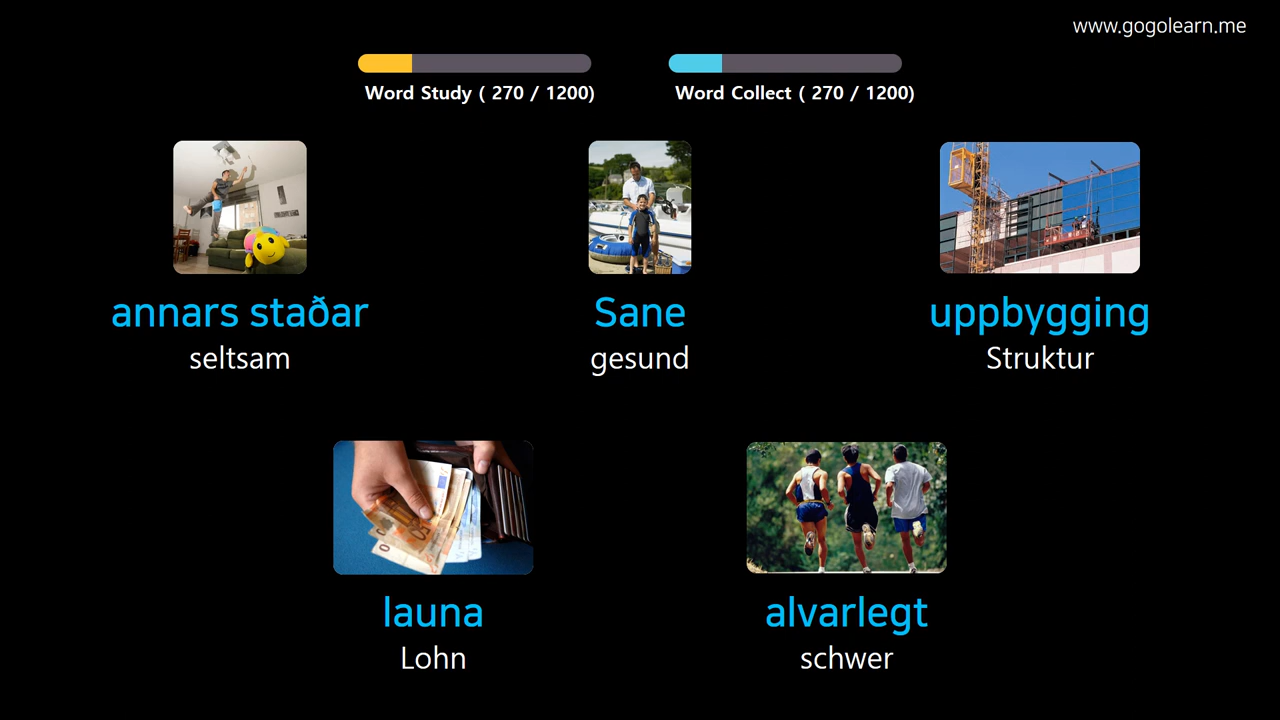 www.gogolearn.me
Word Study ( 270 / 1200)
Word Collect ( 270 / 1200)
annars staðar
seltsam
Sane
gesund
uppbygging
Struktur
launa
Lohn
alvarlegt
schwer